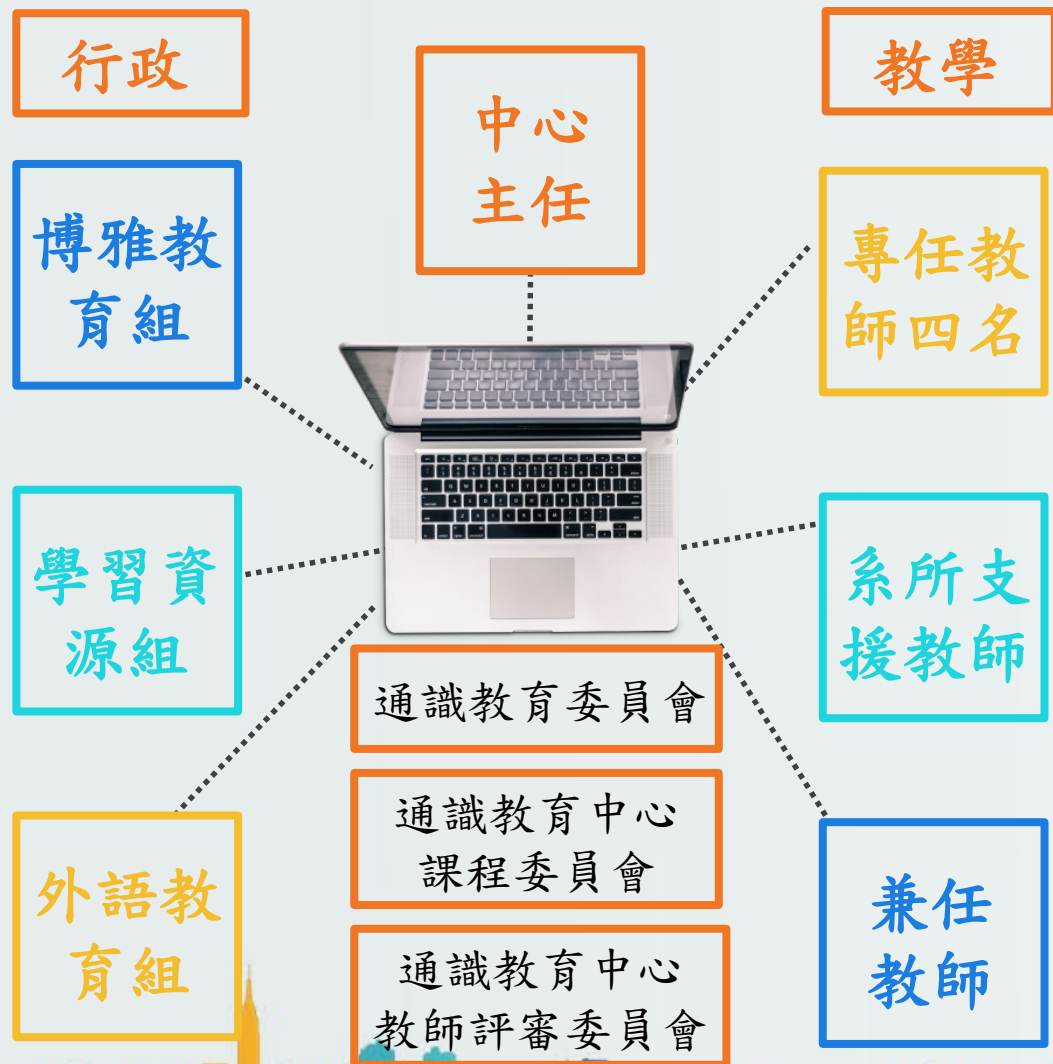 行政
中心
主任
教學
博雅教
育組
專任教
師四名
學習資
源組
系所支
援教師
通識教育委員會
通識教育中心
課程委員會
外語教
育組
兼任
教師
通識教育中心
教師評審委員會